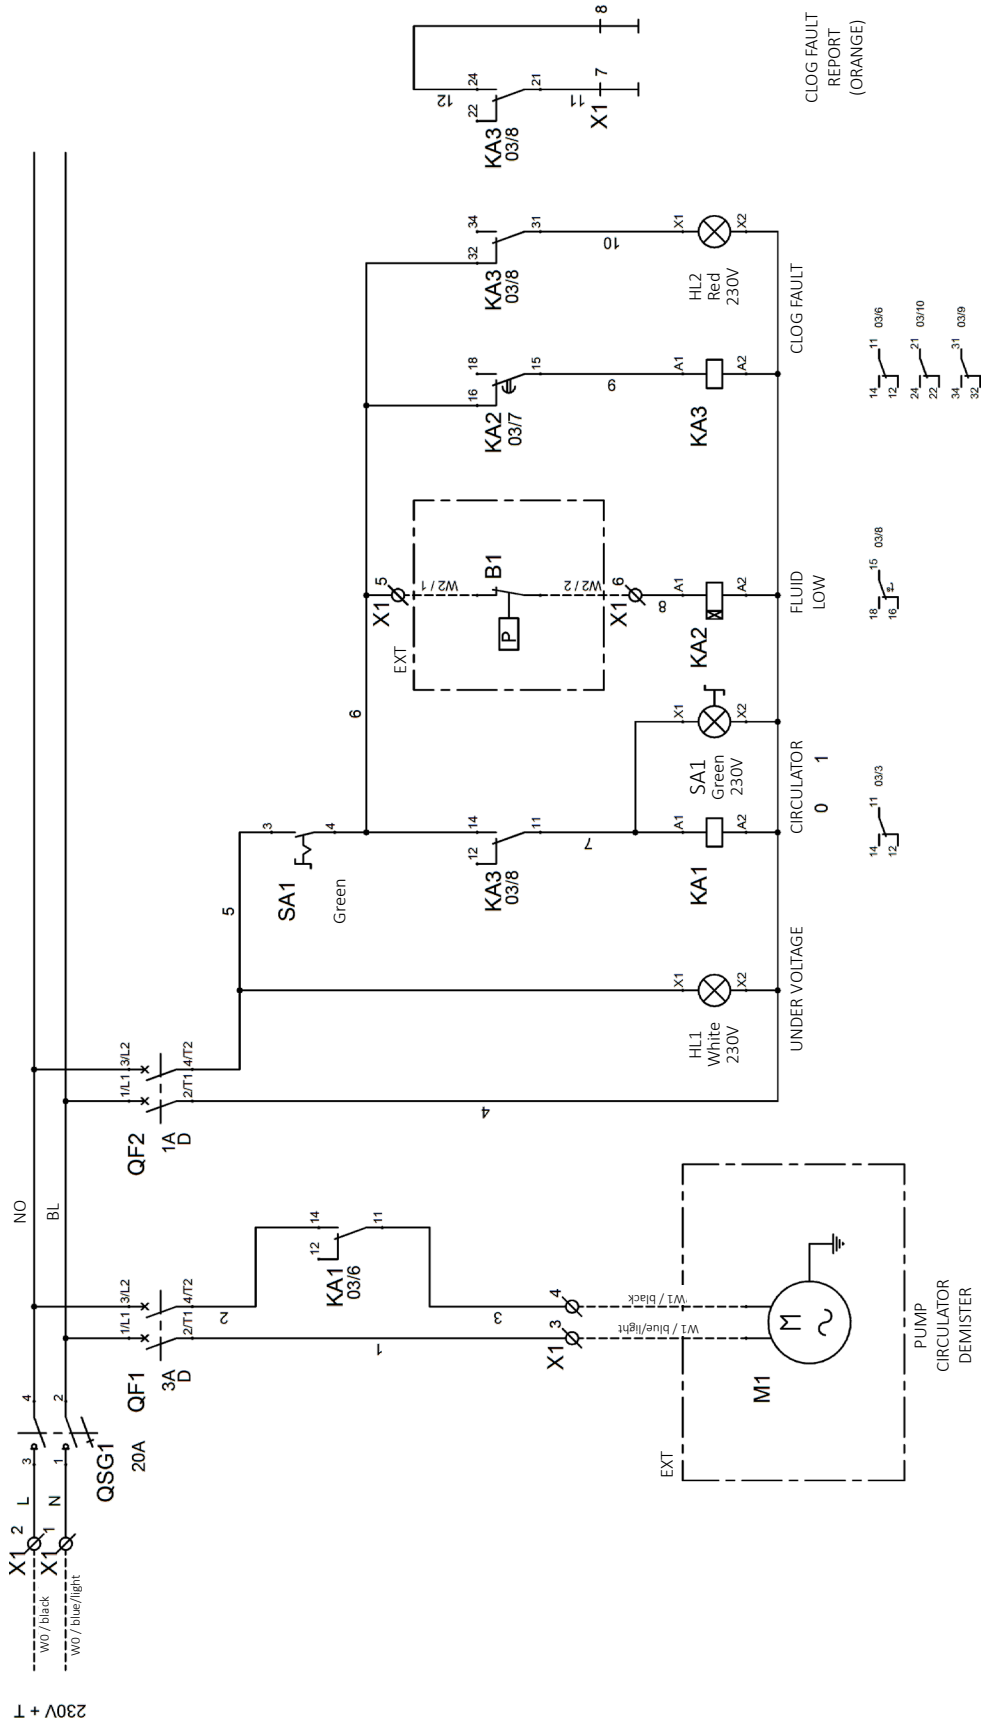 230V + T
W0 / black
W0 / blue/light
X1 2
X1 1
L
N
3
4
1
2
QSG1
20A
NO
BL
QF1
3A
D
1/L1 3/L2
2/T1 4/T2
1
2
KA1
03/6
12
14
11
3
X1 3
4
W1 / blue/light
W1 / black
EXT
M1
M
PUMP
CIRCULATOR
DEMISTER
QF2
1A
D
1/L1 3/L2
2/T1 4/T2
4
5
HL1
White
230V
X1
X2
UNDER VOLTAGE
SA1
Green
3
4
6
KA3
03/8
12
14
11
7
KA1
A1
A2
SA1
Green
230V
X1
X2
CIRCULATOR
0 1
14
12
11
03/3
EXT
X1 5
W2 / 1
P
B1
W2 / 2
X1 6
8
KA2
A1
A2
FLUID
LOW
18
16
15
03/8
KA2
03/7
16
18
15
9
KA3
A1
A2
14
12
11
03/6
24
22
21
03/10
34
32
31
03/9
KA3
03/8
32
34
31
10
HL2
Red
230V
X1
X2
CLOG FAULT
KA3
03/8
22
24
21
12
11
X1 7
8
CLOG FAULT
REPORT
(ORANGE)